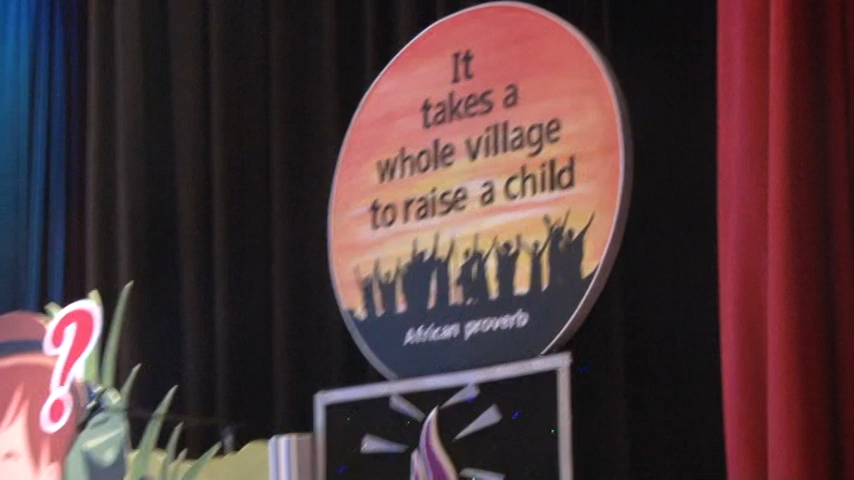 It
takes a
whole village
to raise a child
African proverb
?